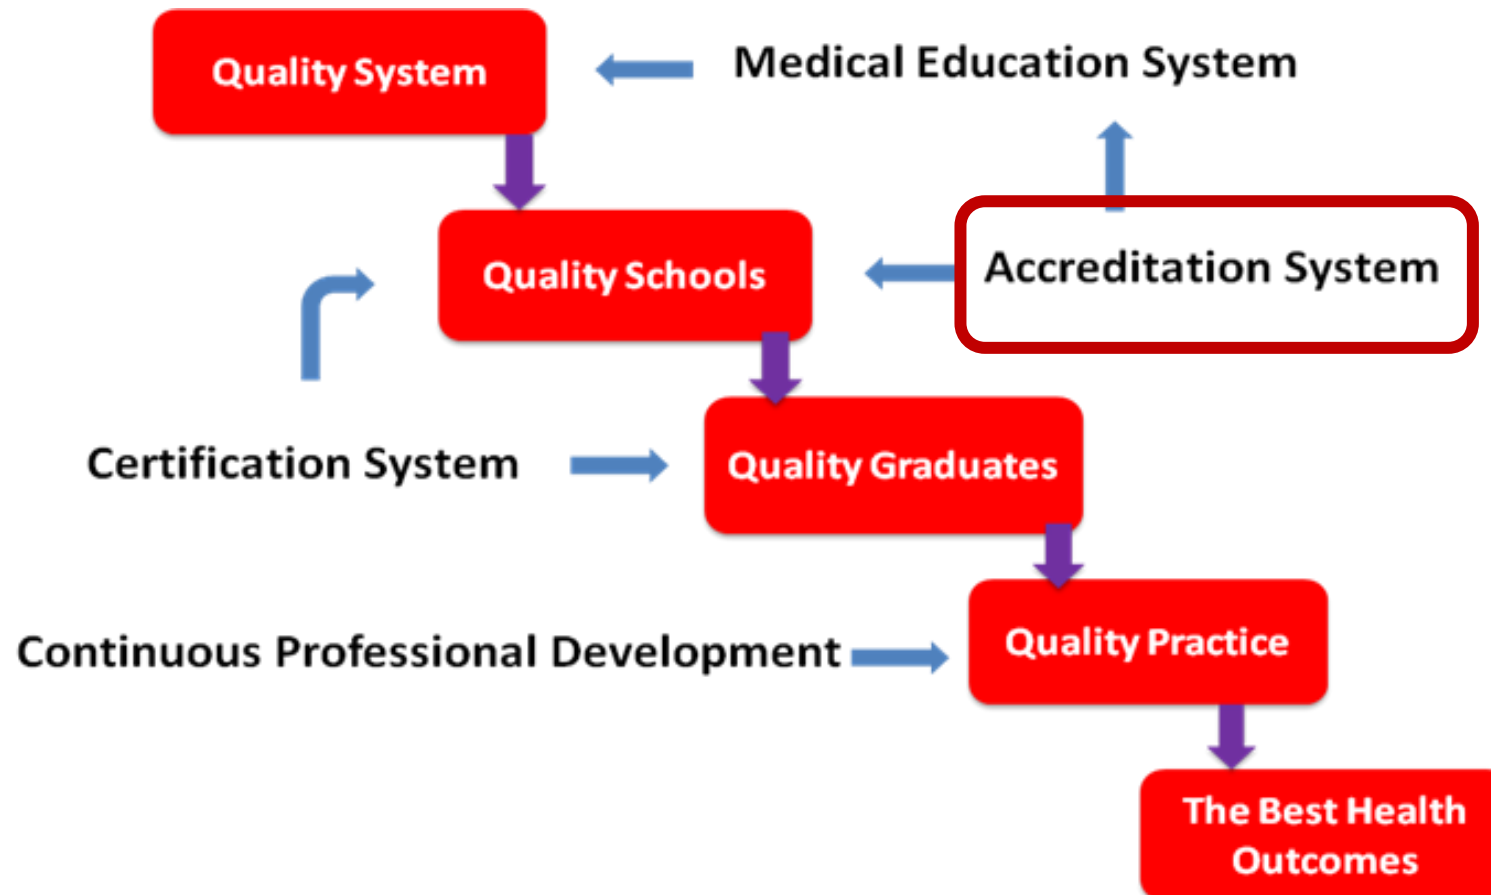 Quality System
Medical Education System
Quality Schools
Accreditation System
Certification System
Quality Graduates
Continuous Professional Development
Quality Practice
The Best Health
Outcomes